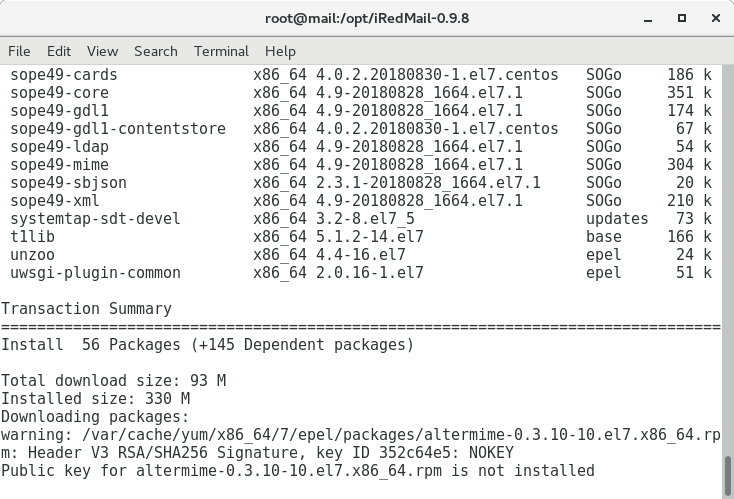 root@mail:/opt/iRedMail-0.9.8
File Edit View Search Terminal Help
sope49-cards x86_64 4.0.2.20180830-1.el7.centos SOGo 186 k
sope49-core x86_64 4.9-20180828_1664.el7.1 SOGo 351 k
sope49-gdl1 x86_64 4.9-20180828_1664.el7.1 SOGo 174 k
sope49-gdl1-contentstore x86_64 4.0.2.20180830-1.el7.centos SOGo 67 k
sope49-ldap x86_64 4.9-20180828_1664.el7.1 SOGo 54 k
sope49-mime x86_64 4.9-20180828_1664.el7.1 SOGo 304 k
sope49-sbjson x86_64 2.3.1-20180828_1664.el7.1 SOGo 20 k
sope49-xml x86_64 4.9-20180828_1664.el7.1 SOGo 210 k
systemtap-sdt-devel x86_64 3.2-8.el7_5 updates 73 k
t1lib x86_64 5.1.2-14.el7 base 166 k
unzoo x86_64 4.4-16.el7 epel 24 k
uwsgi-plugin-common x86_64 2.0.16-1.el7 epel 51 k
Transaction Summary
================================================================================
Install 56 Packages (+145 Dependent packages)
Total download size: 93 M
Installed size: 330 M
Downloading packages:
warning: /var/cache/yum/x86_64/7/epel/packages/altermime-0.3.10-10.el7.x86_64.rp
m: Header V3 RSA/SHA256 Signature, key ID 352c64e5: NOKEY
Public key for altermime-0.3.10-10.el7.x86_64.rpm is not installed